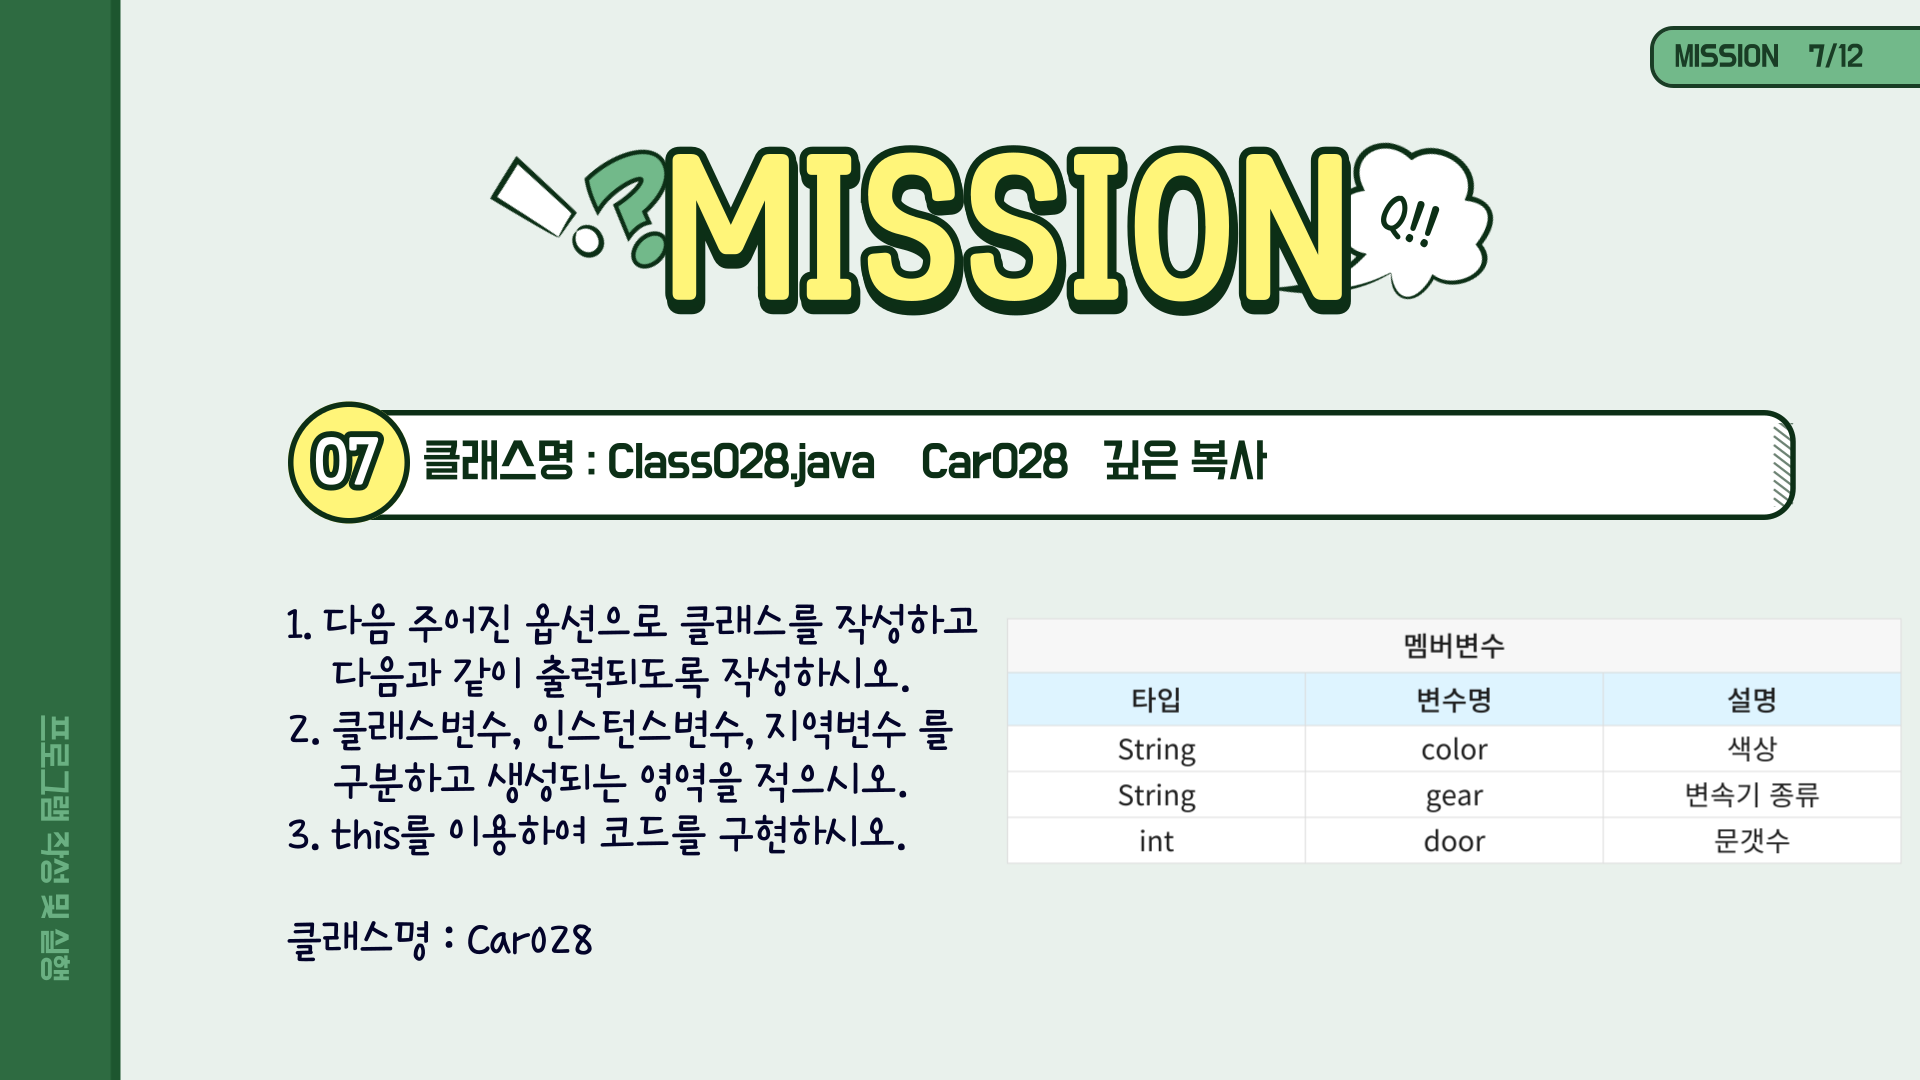 MISSION 7/12
MISSION
Q!!
07 클래스명 : Class028.java Car028 깊은 복사
1. 다음 주어진 옵션으로 클래스를 작성하고
다음과 같이 출력되도록 작성하시오.
2. 클래스변수, 인스턴스변수, 지역변수 를
구분하고 생성되는 영역을 적으시오.
3. this를 이용하여 코드를 구현하시오.
클래스명 : Car028
멤버변수
타입 변수명 설명
String color 색상
String gear 변속기 종류
int door 문갯수
프로그램 작성 및 실행